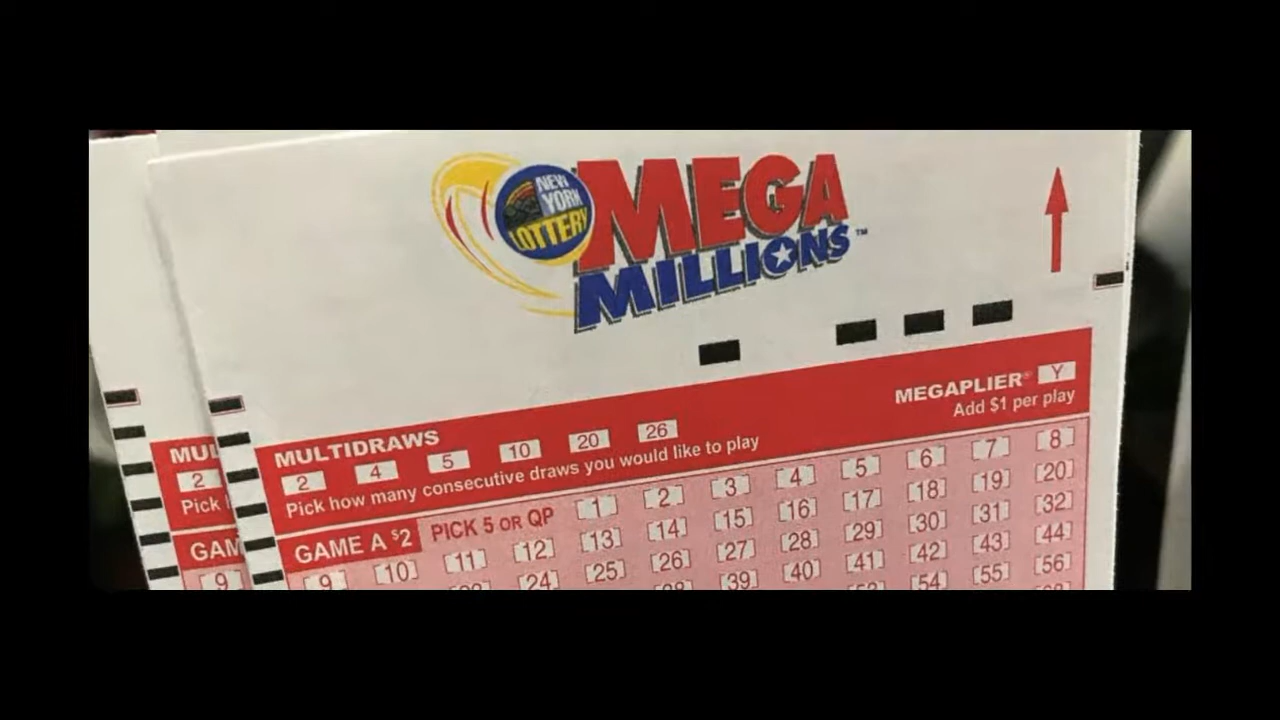 NEW
YORK
LOTTERY
MEGA
MILLIONS™
MULTIDRAWS
2 4 5 10 20 26
Pick how many consecutive draws you would like to play
MEGAPLIER® Y
Add $1 per play
GAME A $2 PICK 5 OR QP 1 2 3 4 5 6 7 8
9 10 11 12 13 14 15 16 17 18 19 20
24 25 26 27 28 29 30 31 32
39 40 41 42 43 44
54 55 56
MUL
2
Pick
GAM
9